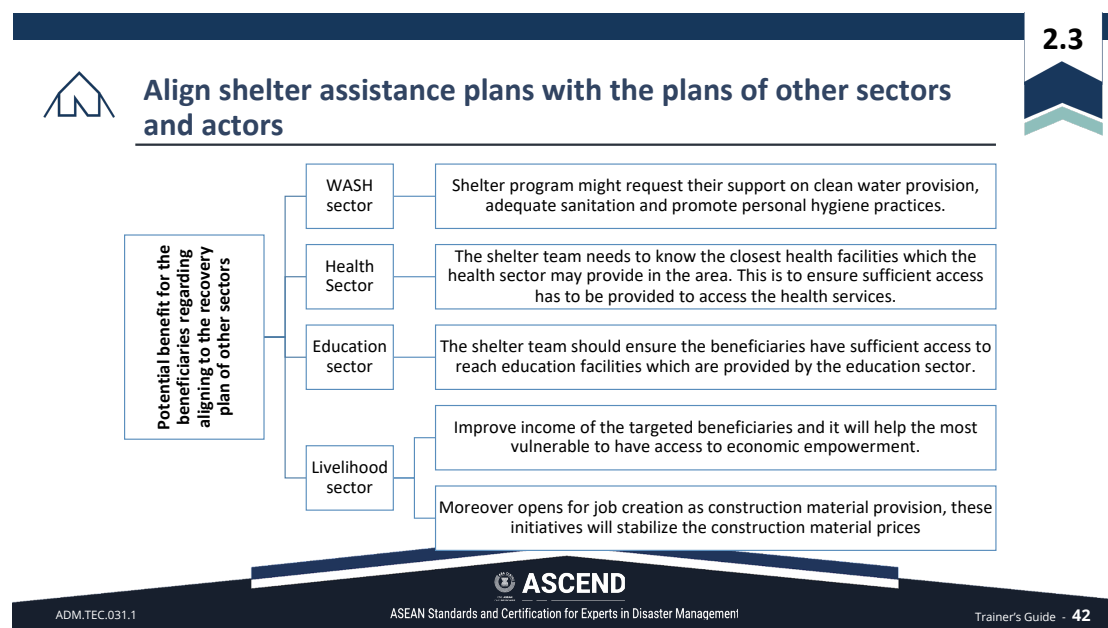 2.3
Align shelter assistance plans with the plans of other sectors
and actors
Potential benefit for the
beneficiaries regarding
aligning to the recovery
plan of other sectors
WASH
sector
Shelter program might request their support on clean water provision,
adequate sanitation and promote personal hygiene practices.
Health
Sector
The shelter team needs to know the closest health facilities which the
health sector may provide in the area. This is to ensure sufficient access
has to be provided to access the health services.
Education
sector
The shelter team should ensure the beneficiaries have sufficient access to
reach education facilities which are provided by the education sector.
Livelihood
sector
Improve income of the targeted beneficiaries and it will help the most
vulnerable to have access to economic empowerment.
Moreover opens for job creation as construction material provision, these
initiatives will stabilize the construction material prices
ASCEND
ASEAN Standards and Certification for Experts in Disaster Management
ADM.TEC.031.1
Trainer's Guide - 42